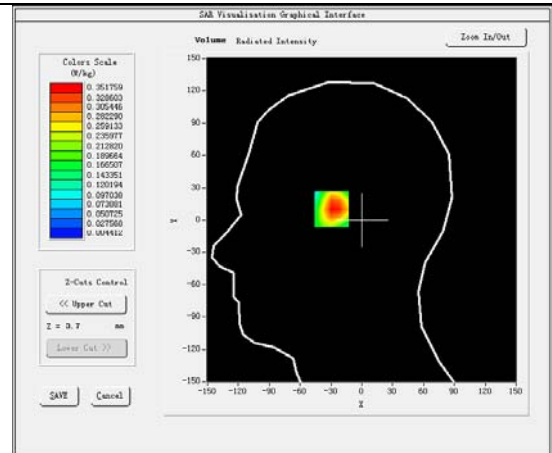 SAR Visualisation Graphical Interface
Volume Radiated Intensity
Zoom In/Out
Colors Scale
(W/kg)
0.351759
0.328603
0.305446
0.282290
0.259133
0.235977
0.212820
0.189664
0.166507
0.143351
0.120194
0.097038
0.073881
0.050725
0.027568
0.004412
Z-Cuts Control
<< Upper Cut
Z = 3.7 mm
Lower Cut >>
SAVE Cancel
150
120
90
60
30
0
-30
-60
-90
-120
-150
Y
-150 -120 -90 -60 -30 0 30 60 90 120 150
X